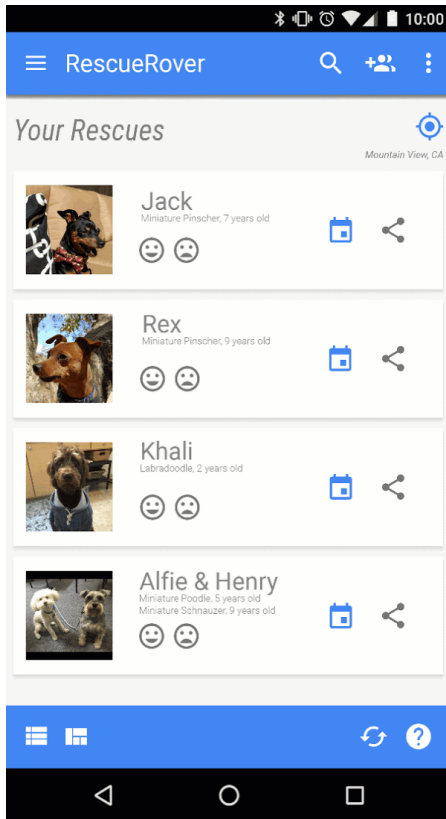 10:00
RescueRover
Your Rescues
Mountain View, CA
Jack
Miniature Pinscher, 7 years old
Rex
Miniature Pinscher, 9 years old
Khali
Labradoodle, 2 years old
Alfie & Henry
Miniature Poodle, 5 years old
Miniature Schnauzer, 9 years old